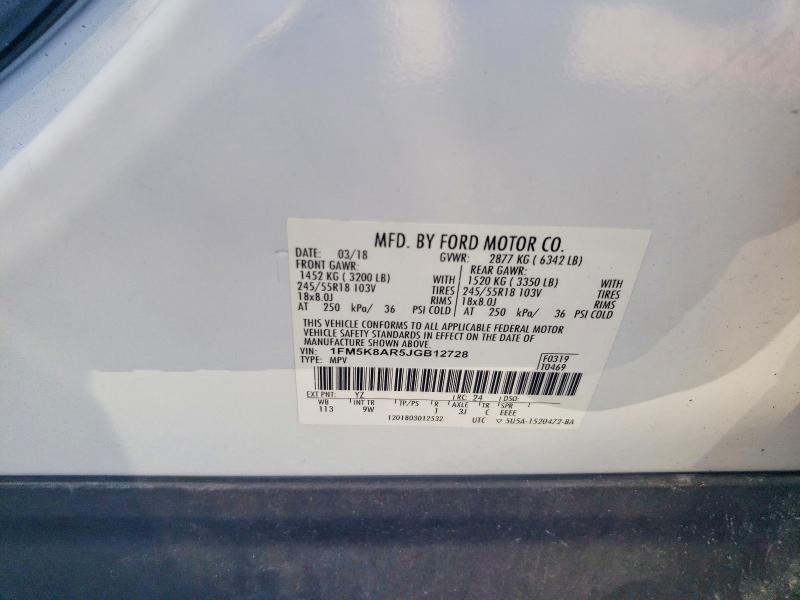 MFD. BY FORD MOTOR CO.
DATE: 03/18 GVWR: 2877 KG ( 6342 LB)
FRONT GAWR: REAR GAWR:
1452 KG ( 3200 LB) WITH 1520 KG ( 3350 LB) WITH
245/55R18 103V TIRES 245/55R18 103V TIRES
18x8.0J RIMS 18x8.0J RIMS
AT 250 kPa/ 36 PSI COLD AT 250 kPa/ 36 PSI COLD
THIS VEHICLE CONFORMS TO ALL APPLICABLE FEDERAL MOTOR
VEHICLE SAFETY STANDARDS IN EFFECT ON THE DATE OF
MANUFACTURE SHOWN ABOVE.
VIN: 1FM5K8AR5JGB12728 F0319
TYPE: MPV T0469
EXT PNT: YZ RC: 24 DSO:
WB INT TR TP/PS R AXLE TR SPR
113 9W 1 3J C EEEE
1201803012532 UTC ▽ 5U5A-1520472-BA